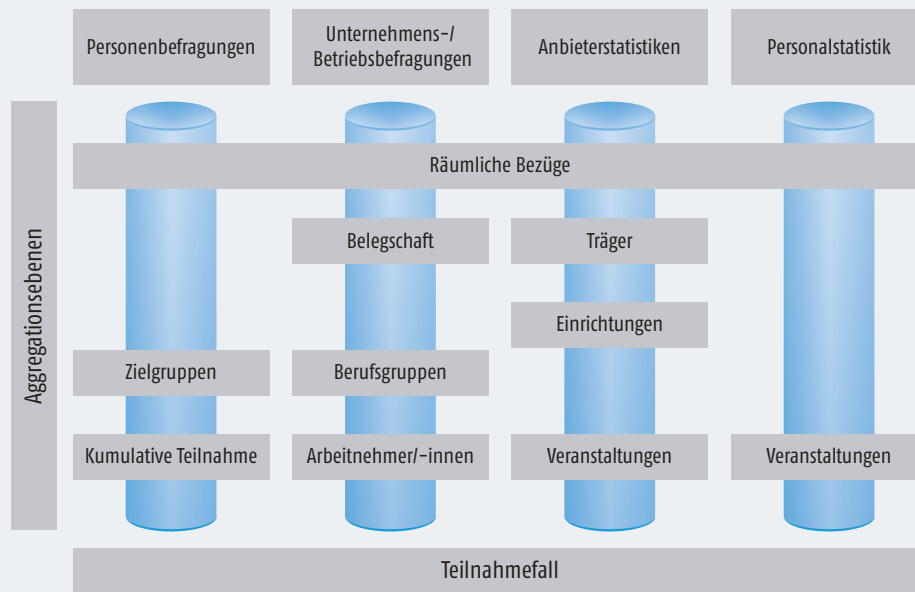 Personenbefragungen
Unternehmens-/
Betriebsbefragungen
Anbieterstatistiken
Personalstatistik
Aggregationsebenen
Räumliche Bezüge
Belegschaft
Träger
Einrichtungen
Zielgruppen
Berufsgruppen
Kumulative Teilnahme
Arbeitnehmer/-innen
Veranstaltungen
Veranstaltungen
Teilnahmefall